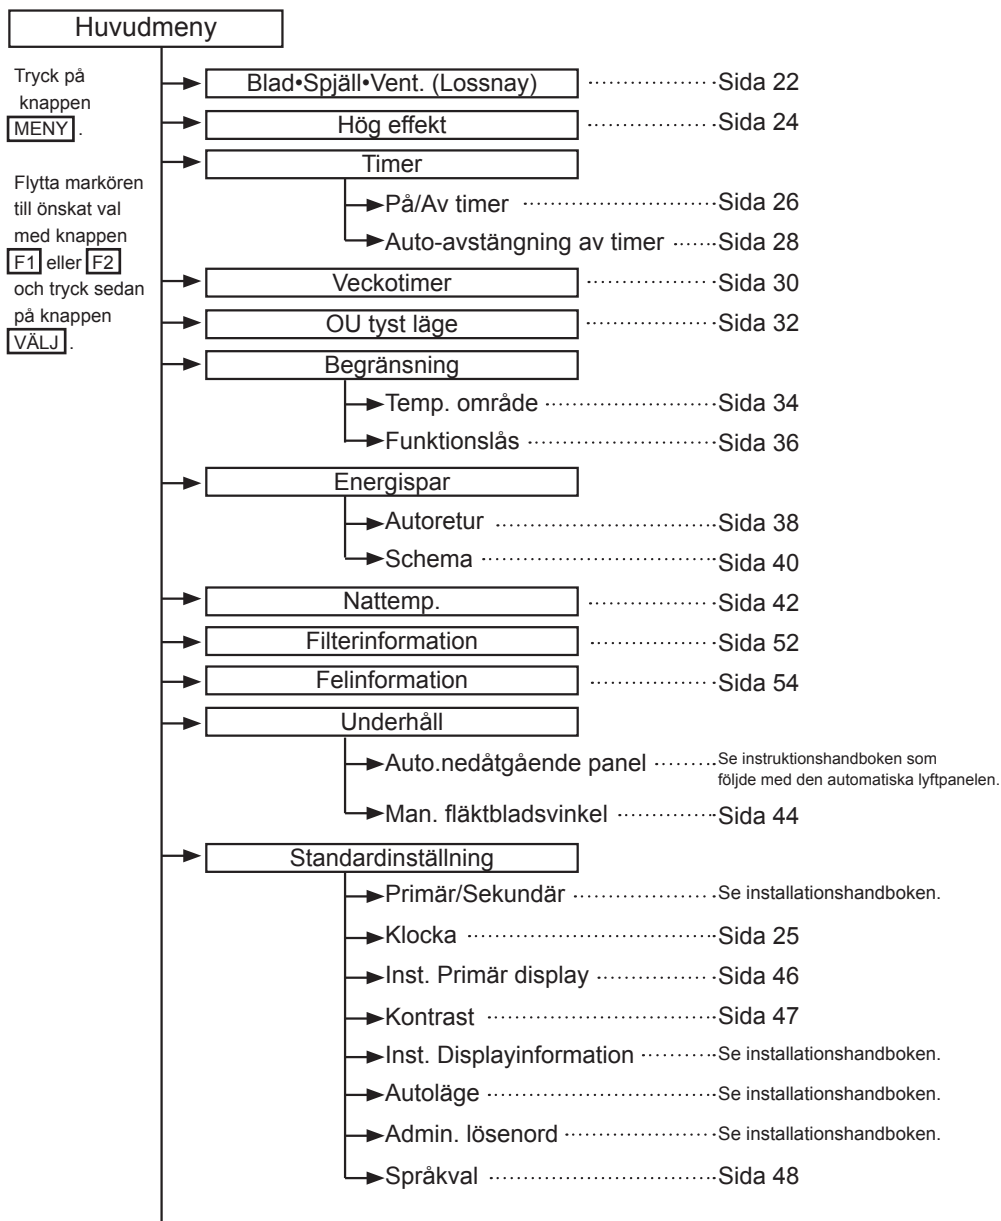 Huvudmeny
Tryck på
knappen
MENY.
Flytta markören
till önskat val
med knappen
F1 eller F2
och tryck sedan
på knappen
VÄLJ.
Blad•Spjäll•Vent. (Lossnay) Sida 22
Hög effekt Sida 24
Timer
På/Av timer Sida 26
Auto-avstängning av timer Sida 28
Veckotimer Sida 30
OU tyst läge Sida 32
Begränsning
Temp. område Sida 34
Funktionslås Sida 36
Energispar
Autoretur Sida 38
Schema Sida 40
Nattemp. Sida 42
Filterinformation Sida 52
Felinformation Sida 54
Underhåll
Auto.nedåtgående panel Se instruktionshandboken som
följde med den automatiska lyftpanelen.
Man. fläktbladsvinkel Sida 44
Standardinställning
Primär/Sekundär Se installationshandboken.
Klocka Sida 25
Inst. Primär display Sida 46
Kontrast Sida 47
Inst. Displayinformation Se installationshandboken.
Autoläge Se installationshandboken.
Admin. lösenord Se installationshandboken.
Språkval Sida 48